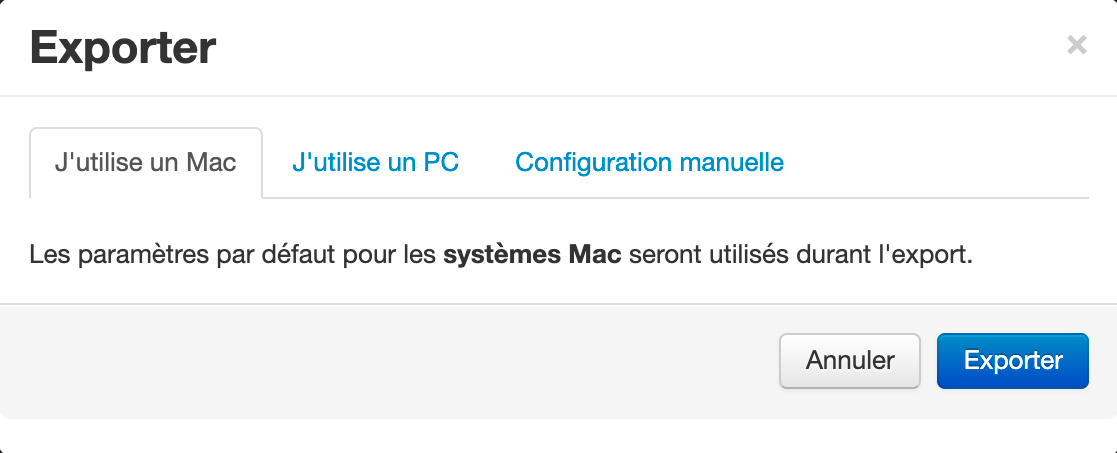 Exporter ×
J'utilise un Mac J'utilise un PC Configuration manuelle
Les paramètres par défaut pour les systèmes Mac seront utilisés durant l'export.
Annuler Exporter